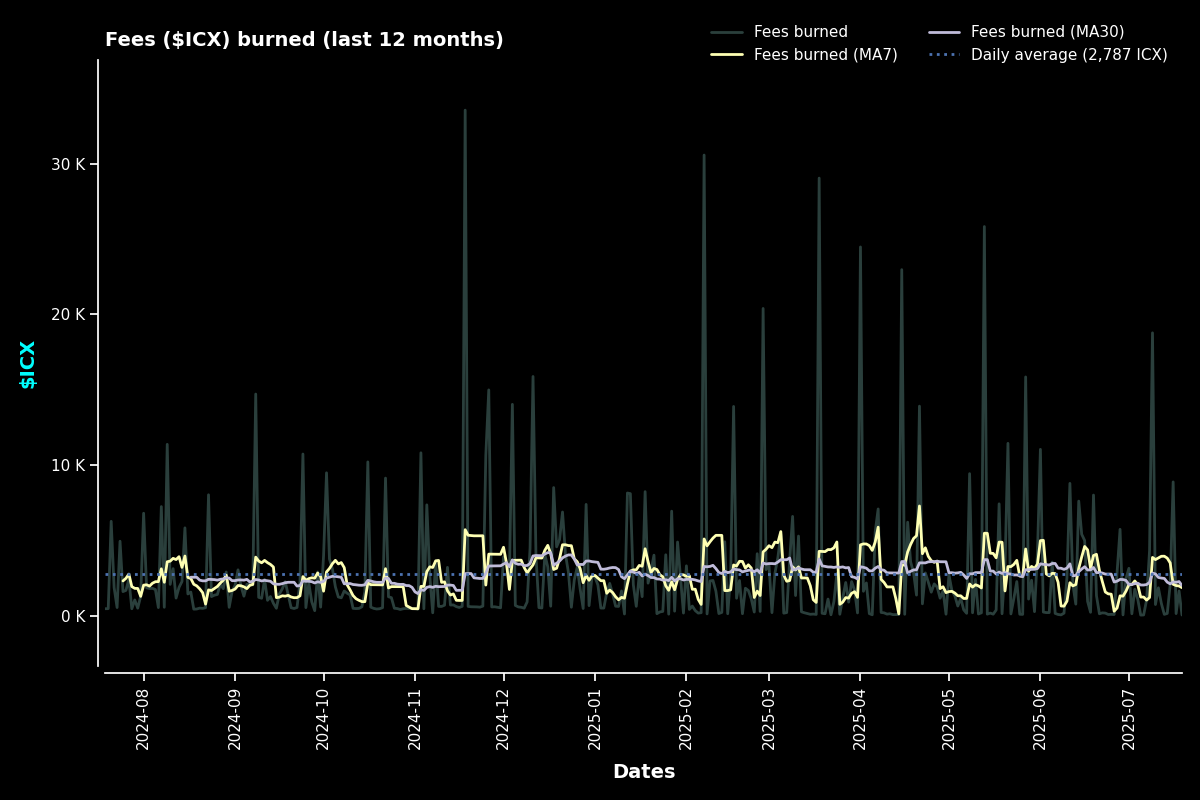 Fees ($ICX) burned (last 12 months)
Fees burned
Fees burned (MA7)
Fees burned (MA30)
Daily average (2,787 ICX)
30 K
20 K
10 K
0 K
$ICX
2024-08
2024-09
2024-10
2024-11
2024-12
2025-01
2025-02
2025-03
2025-04
2025-05
2025-06
2025-07
Dates